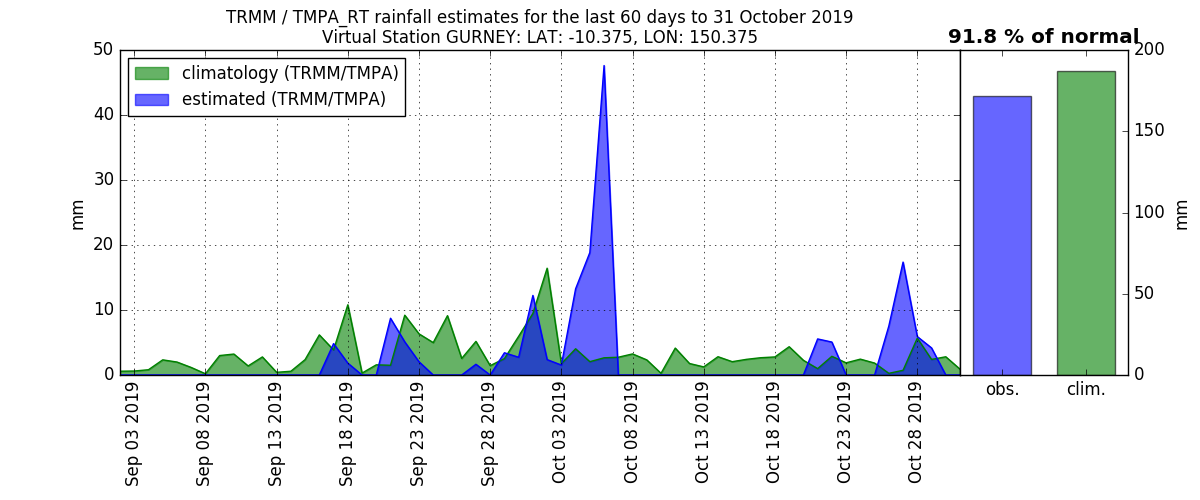 TRMM / TMPA_RT rainfall estimates for the last 60 days to 31 October 2019
Virtual Station GURNEY: LAT: -10.375, LON: 150.375
91.8 % of normal
climatology (TRMM/TMPA)
estimated (TRMM/TMPA)
50
40
30
20
10
0
mm
200
150
100
50
0
mm
Sep 03 2019
Sep 08 2019
Sep 13 2019
Sep 18 2019
Sep 23 2019
Sep 28 2019
Oct 03 2019
Oct 08 2019
Oct 13 2019
Oct 18 2019
Oct 23 2019
Oct 28 2019
obs.
clim.